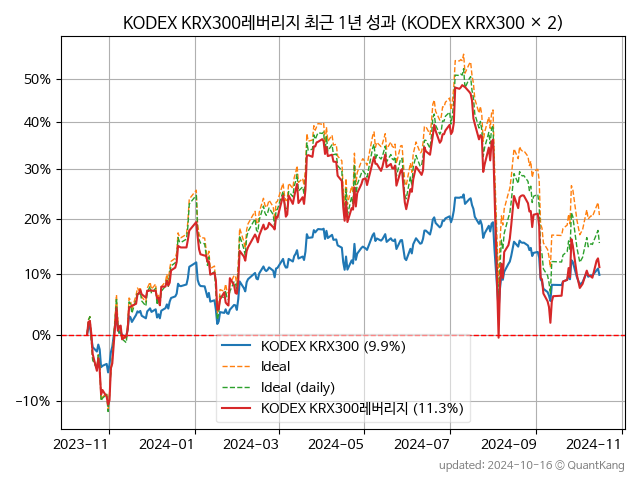 KODEX KRX300레버리지 최근 1년 성과 (KODEX KRX300 × 2)
50%
40%
30%
20%
10%
0%
−10%
KODEX KRX300 (9.9%)
Ideal
Ideal (daily)
KODEX KRX300레버리지 (11.3%)
2023−11 2024−01 2024−03 2024−05 2024−07 2024−09 2024−11
updated: 2024-10-16 © QuantKang